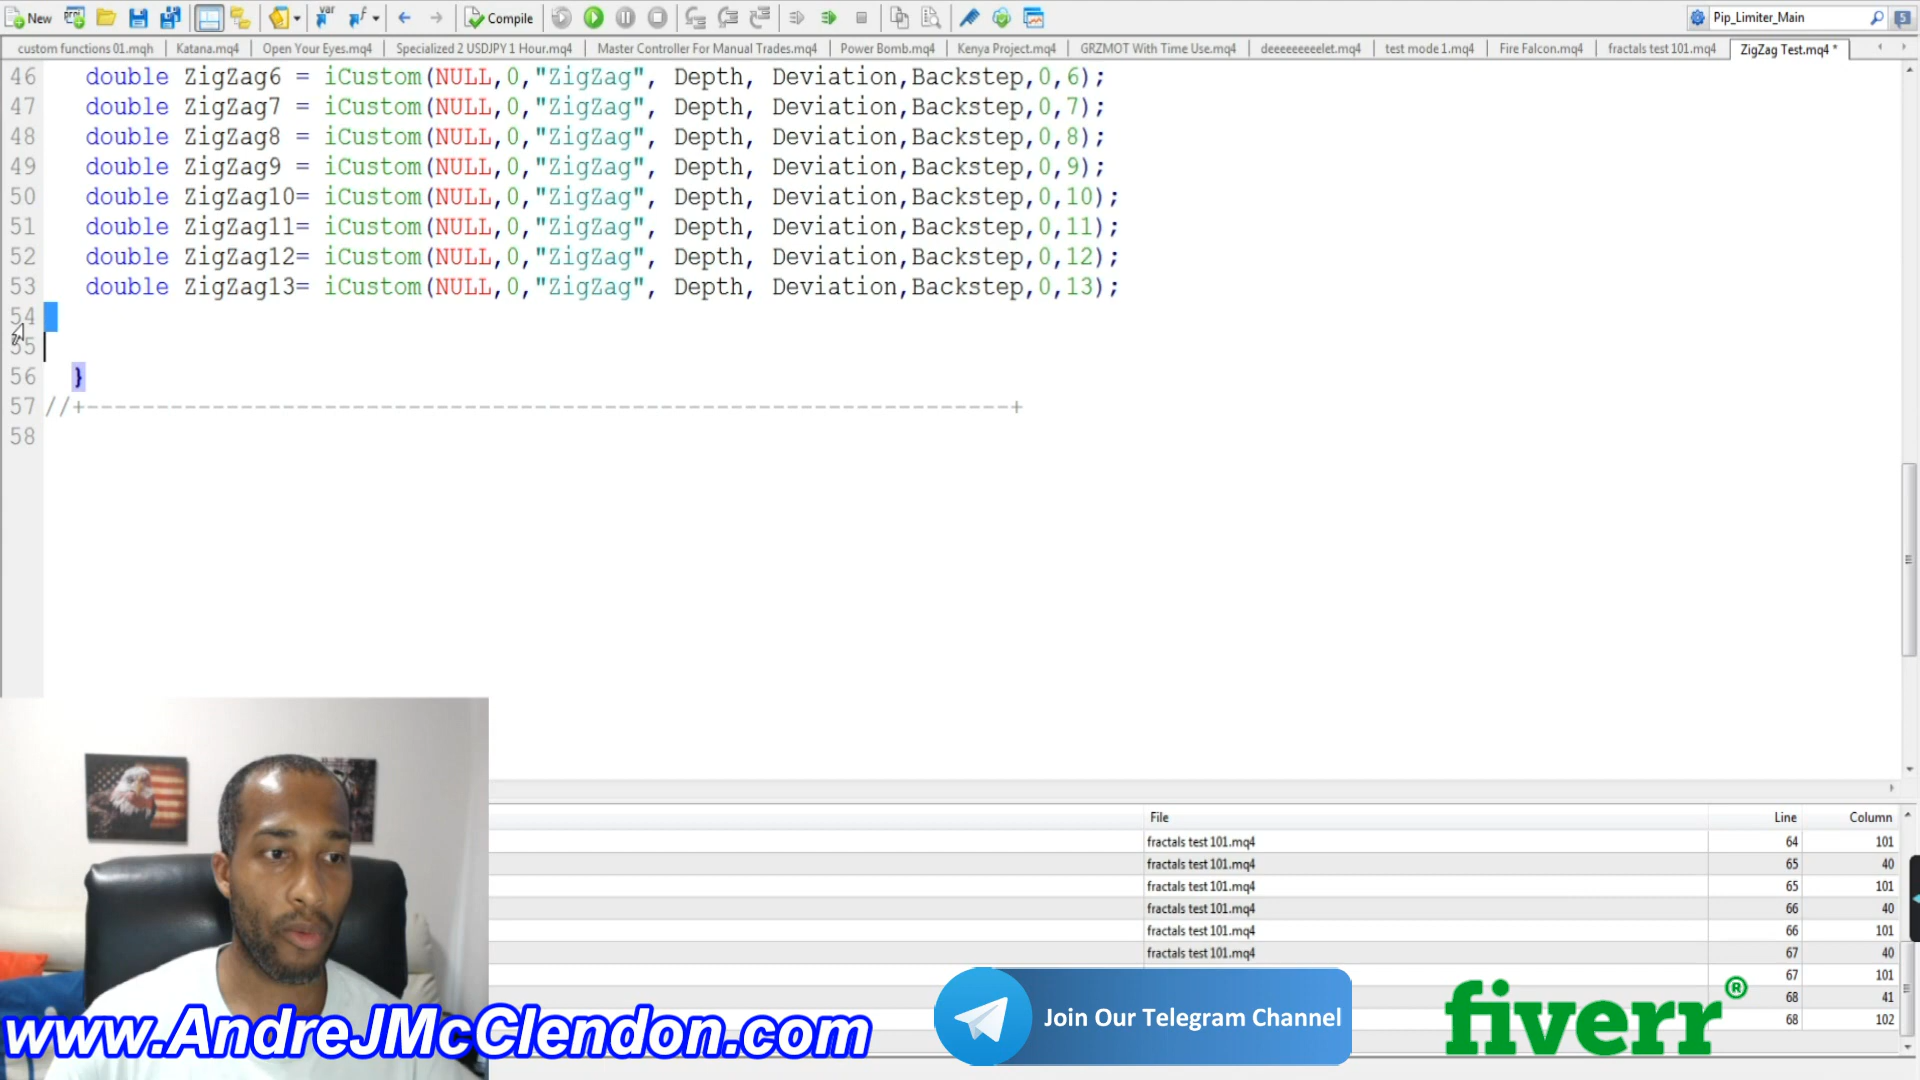 New Compile Pip_Limiter_Main 5
custom functions 01.mqh Katana.mq4 Open Your Eyes.mq4 Specialized 2 USDJPY 1 Hour.mq4 Master Controller For Manual Trades.mq4 Power Bomb.mq4 Kenya Project.mq4 GRZMOT With Time Use.mq4 deeeeeeeeelet.mq4 test mode 1.mq4 Fire Falcon.mq4 fractals test 101.mq4 ZigZag Test.mq4 *
46 double ZigZag6 = iCustom(NULL,0,"ZigZag", Depth, Deviation,Backstep,0,6);
47 double ZigZag7 = iCustom(NULL,0,"ZigZag", Depth, Deviation,Backstep,0,7);
48 double ZigZag8 = iCustom(NULL,0,"ZigZag", Depth, Deviation,Backstep,0,8);
49 double ZigZag9 = iCustom(NULL,0,"ZigZag", Depth, Deviation,Backstep,0,9);
50 double ZigZag10= iCustom(NULL,0,"ZigZag", Depth, Deviation,Backstep,0,10);
51 double ZigZag11= iCustom(NULL,0,"ZigZag", Depth, Deviation,Backstep,0,11);
52 double ZigZag12= iCustom(NULL,0,"ZigZag", Depth, Deviation,Backstep,0,12);
53 double ZigZag13= iCustom(NULL,0,"ZigZag", Depth, Deviation,Backstep,0,13);
54
55
56 }
57 //+------------------------------------------------------------------+
58
File Line Column
fractals test 101.mq4 64 101
fractals test 101.mq4 65 40
fractals test 101.mq4 65 101
fractals test 101.mq4 66 40
fractals test 101.mq4 66 101
fractals test 101.mq4 67 40
67 101
68 41
68 102
www.AndreJMcClendon.com
Join Our Telegram Channel
fiverr®